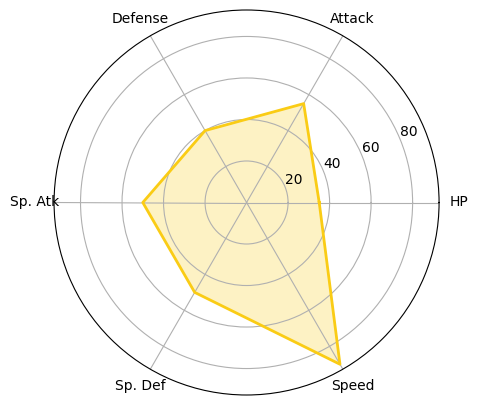 Defense
Attack
80
60
40
20
Sp. Atk
HP
Sp. Def
Speed